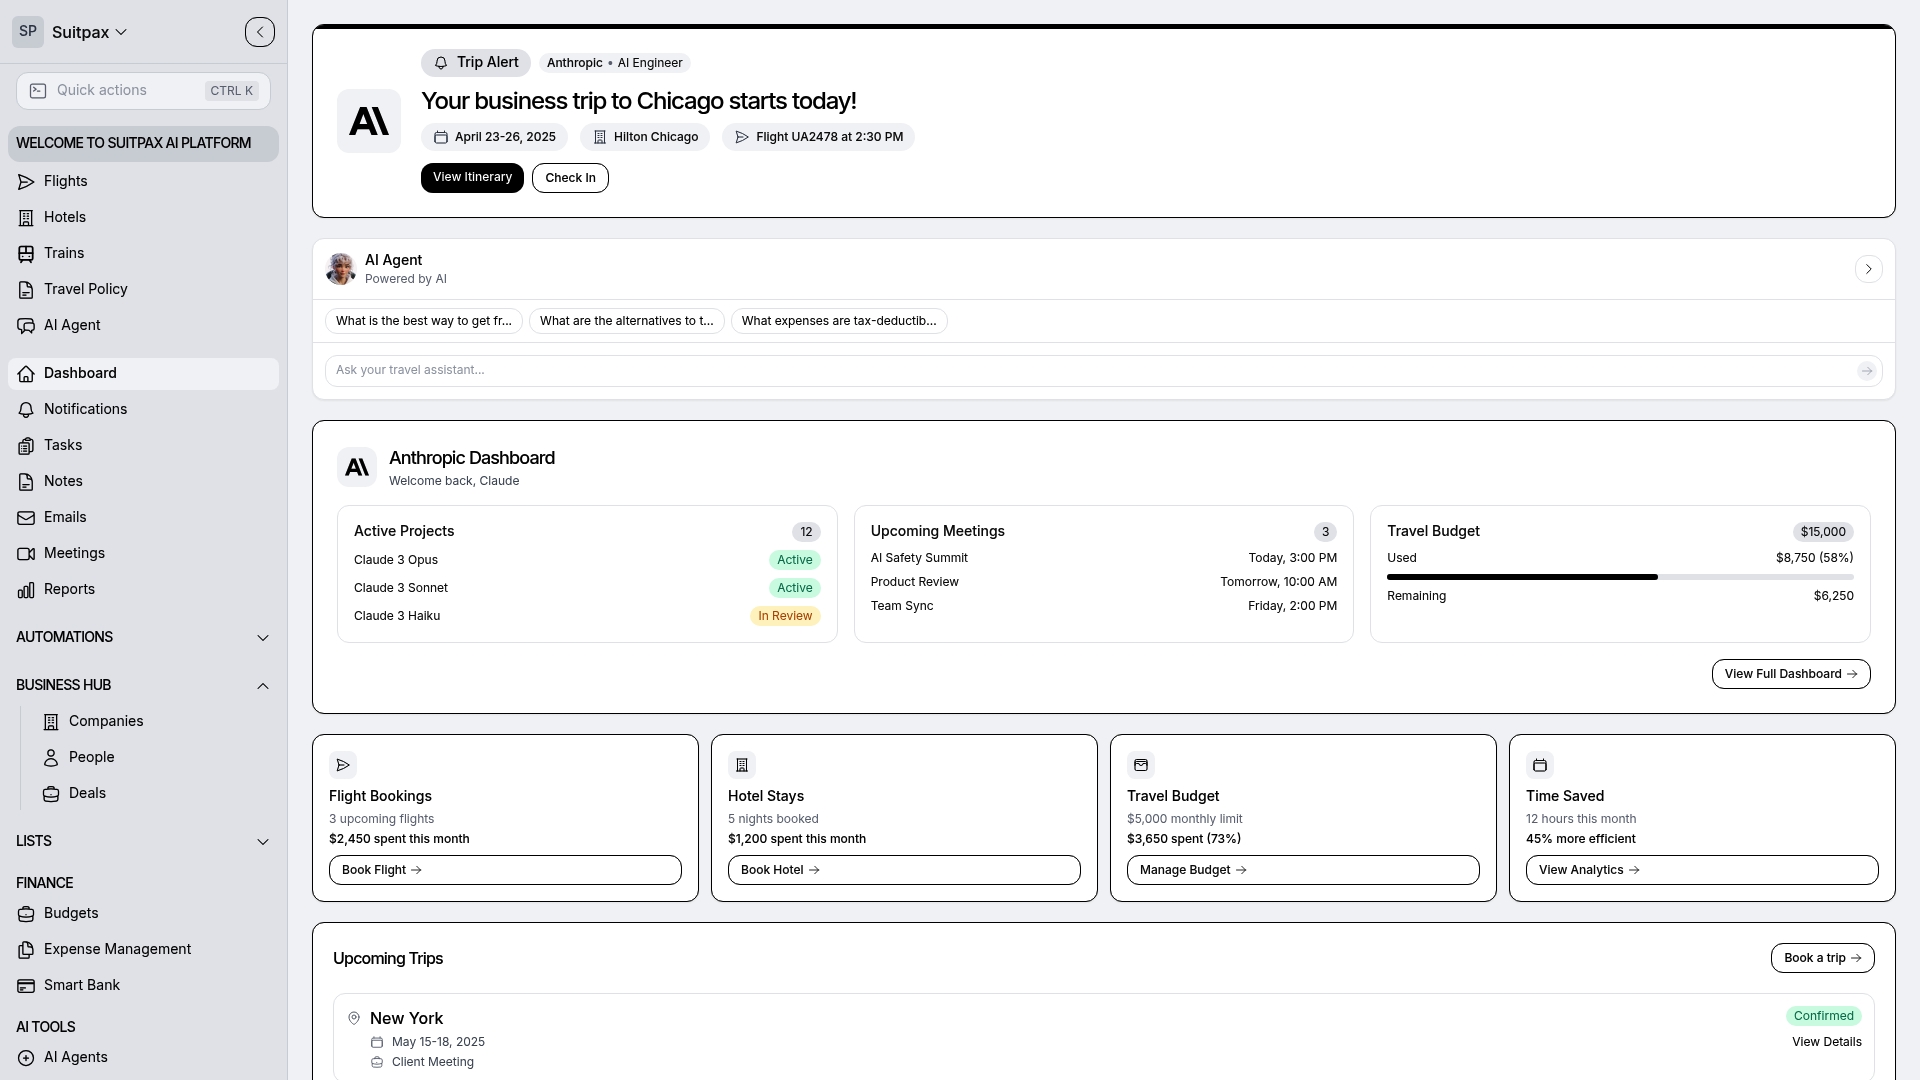 SP
Suitpax
Quick actions
CTRL K
WELCOME TO SUITPAX AI PLATFORM
Flights
Hotels
Trains
Travel Policy
AI Agent
Dashboard
Notifications
Tasks
Notes
Emails
Meetings
Reports
AUTOMATIONS
BUSINESS HUB
Companies
People
Deals
LISTS
FINANCE
Budgets
Expense Management
Smart Bank
AI TOOLS
AI Agents
Trip Alert
Anthropic • AI Engineer
Your business trip to Chicago starts today!
April 23-26, 2025
Hilton Chicago
Flight UA2478 at 2:30 PM
View Itinerary
Check In
AI Agent
Powered by AI
What is the best way to get fr...
What are the alternatives to t...
What expenses are tax-deductib...
Ask your travel assistant...
Anthropic Dashboard
Welcome back, Claude
Active Projects
12
Claude 3 Opus
Active
Claude 3 Sonnet
Active
Claude 3 Haiku
In Review
Upcoming Meetings
3
AI Safety Summit
Today, 3:00 PM
Product Review
Tomorrow, 10:00 AM
Team Sync
Friday, 2:00 PM
Travel Budget
$15,000
Used
$8,750 (58%)
Remaining
$6,250
View Full Dashboard
Flight Bookings
3 upcoming flights
$2,450 spent this month
Book Flight
Hotel Stays
5 nights booked
$1,200 spent this month
Book Hotel
Travel Budget
$5,000 monthly limit
$3,650 spent (73%)
Manage Budget
Time Saved
12 hours this month
45% more efficient
View Analytics
Upcoming Trips
Book a trip
New York
Confirmed
May 15-18, 2025
View Details
Client Meeting